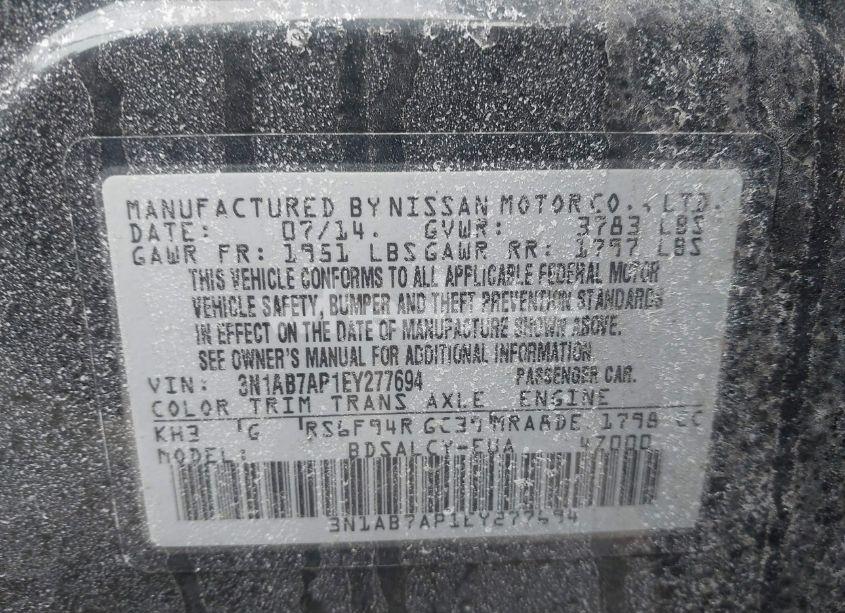 MANUFACTURED BY NISSAN MOTOR CO., LTD.
DATE: 07/14. GVWR: 3783 LBS
GAWR FR: 1951 LBS GAWR RR: 1797 LBS
THIS VEHICLE CONFORMS TO ALL APPLICABLE FEDERAL MOTOR
VEHICLE SAFETY, BUMPER AND THEFT PREVENTION STANDARDS
IN EFFECT ON THE DATE OF MANUFACTURE SHOWN ABOVE.
SEE OWNER'S MANUAL FOR ADDITIONAL INFORMATION
VIN: 3N1AB7AP1EY277694 PASSENGER CAR.
COLOR TRIM TRANS AXLE ENGINE
KH3 G RS6F94R GC37 MRA8DE 1798 CC
MODEL: BDSALCY-EUA 47000
3N1AB7AP1EY277694